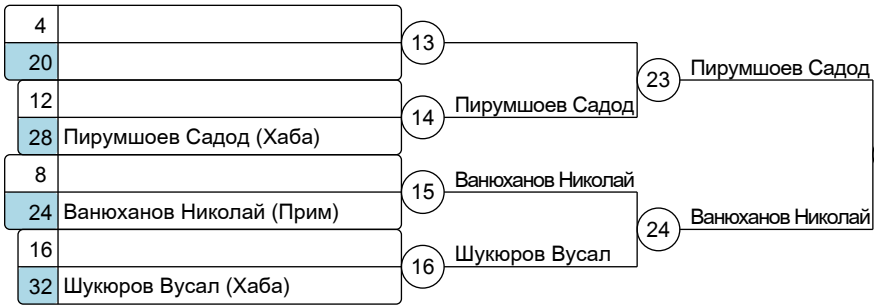 4
20
13
12
28 Пирумшоев Садод (Хаба)
14
Пирумшоев Садод
23
Пирумшоев Садод
8
24 Ванюханов Николай (Прим)
15
Ванюханов Николай
16
32 Шукюров Вусал (Хаба)
16
Шукюров Вусал
24
Ванюханов Николай